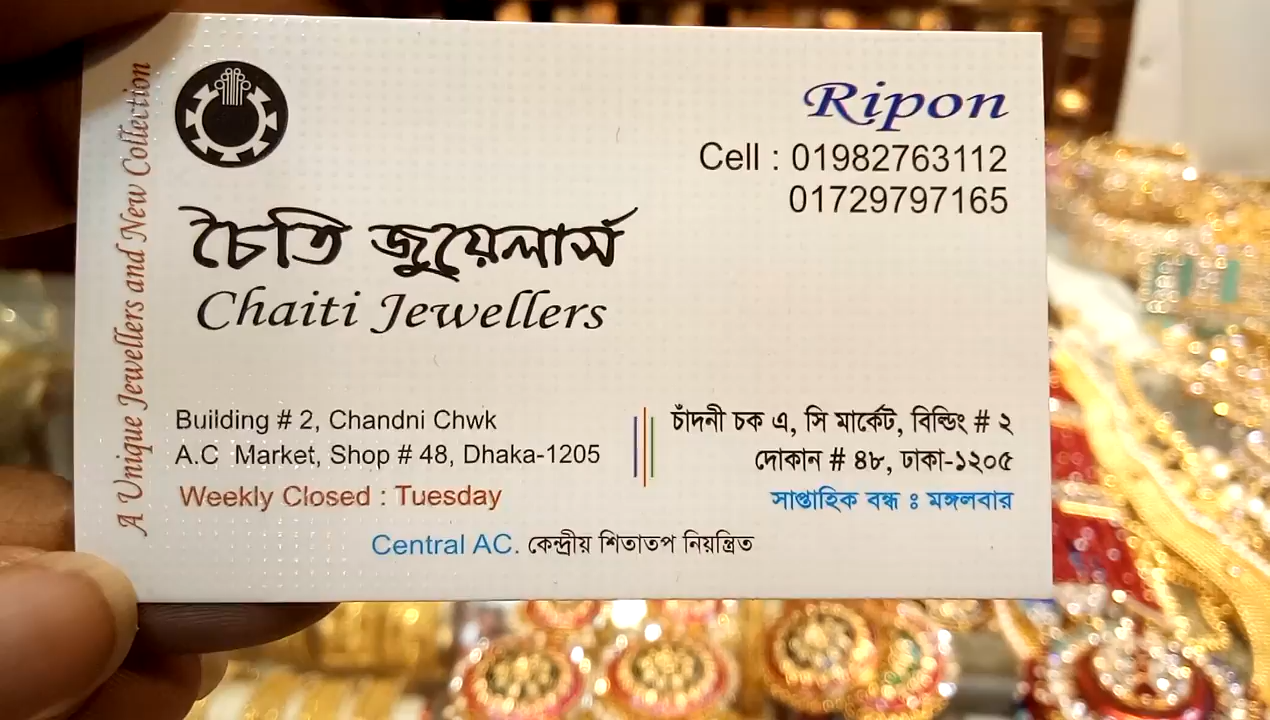 A Unique Jewellers and New Collection
Ripon
Cell : 01982763112
01729797165
চৈতি জুয়েলার্স
Chaiti Jewellers
Building # 2, Chandni Chwk
A.C Market, Shop # 48, Dhaka-1205
Weekly Closed : Tuesday
চাঁদনী চক এ, সি মার্কেট, বিল্ডিং # ২
দোকান # ৪৮, ঢাকা-১২০৫
সাপ্তাহিক বন্ধ ঃ মঙ্গলবার
Central AC. কেন্দ্রীয় শিতাতপ নিয়ন্ত্রিত